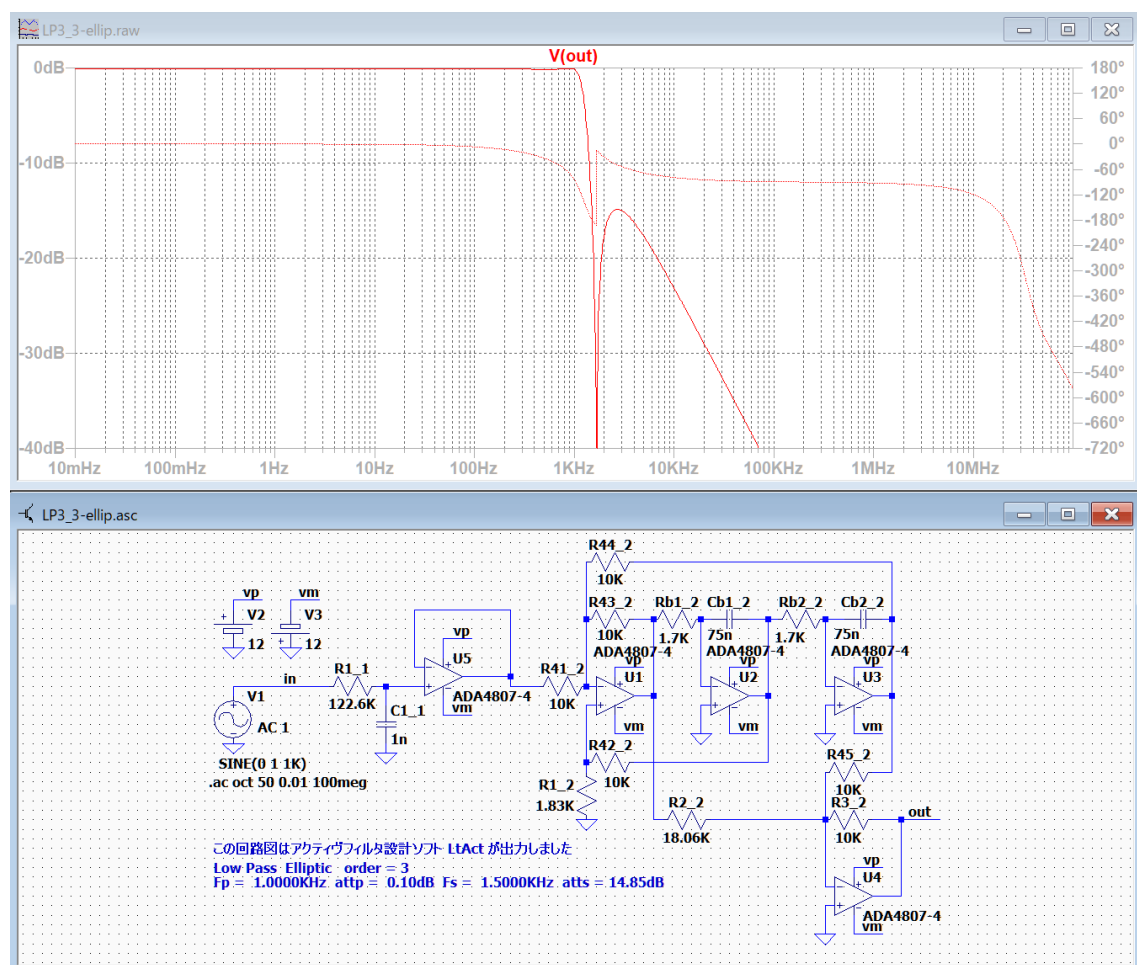 LP3_3-ellip.raw
V(out)
0dB
-10dB
-20dB
-30dB
-40dB
180°
120°
60°
0°
-60°
-120°
-180°
-240°
-300°
-360°
-420°
-480°
-540°
-600°
-660°
-720°
10mHz 100mHz 1Hz 10Hz 100Hz 1KHz 10KHz 100KHz 1MHz 10MHz
LP3_3-ellip.asc
R44_2
10K
vp vm
V2 V3
12 12
R43_2 Rb1_2 Cb1_2 Rb2_2 Cb2_2
10K 1.7K 75n 1.7K 75n
ADA4807-4 ADA4807-4
vp vp vp vp
U5 U1 U2 U3
in R1_1 R41_2
V1 122.6K ADA4807-4 10K
vm vm vm vm
C1_1
1n
AC 1
SINE(0 1 1K)
.ac oct 50 0.01 100meg
R42_2
10K
R1_2
1.83K
R45_2
10K
R2_2 R3_2
18.06K 10K
out
vp
U4
ADA4807-4
vm
この回路図はアクティヴフィルタ設計ソフト LtAct が出力しました
Low Pass Elliptic order = 3
Fp = 1.0000KHz attp = 0.10dB Fs = 1.5000KHz atts = 14.85dB